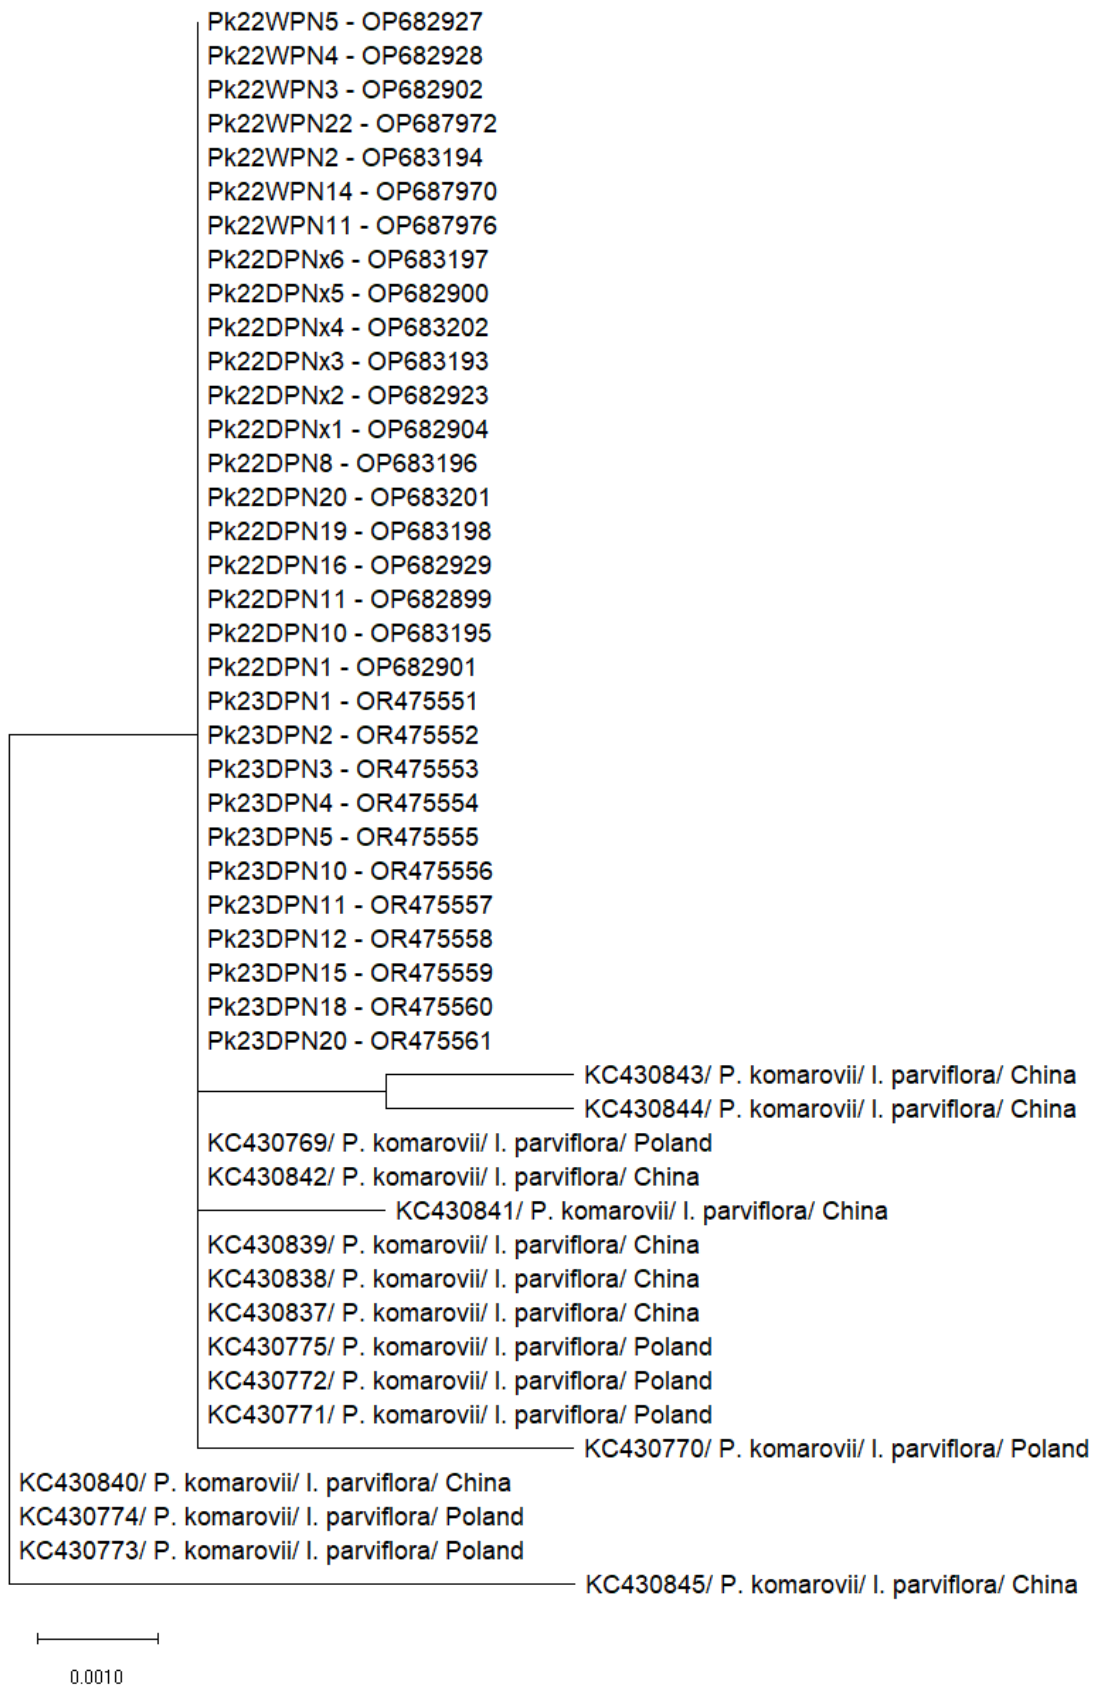 Pk22WPN5 - OP682927
Pk22WPN4 - OP682928
Pk22WPN3 - OP682902
Pk22WPN22 - OP687972
Pk22WPN2 - OP683194
Pk22WPN14 - OP687970
Pk22WPN11 - OP687976
Pk22DPNx6 - OP683197
Pk22DPNx5 - OP682900
Pk22DPNx4 - OP683202
Pk22DPNx3 - OP683193
Pk22DPNx2 - OP682923
Pk22DPNx1 - OP682904
Pk22DPN8 - OP683196
Pk22DPN20 - OP683201
Pk22DPN19 - OP683198
Pk22DPN16 - OP682929
Pk22DPN11 - OP682899
Pk22DPN10 - OP683195
Pk22DPN1 - OP682901
Pk23DPN1 - OR475551
Pk23DPN2 - OR475552
Pk23DPN3 - OR475553
Pk23DPN4 - OR475554
Pk23DPN5 - OR475555
Pk23DPN10 - OR475556
Pk23DPN11 - OR475557
Pk23DPN12 - OR475558
Pk23DPN15 - OR475559
Pk23DPN18 - OR475560
Pk23DPN20 - OR475561
KC430843/ P. komarovii/ I. parviflora/ China
KC430844/ P. komarovii/ I. parviflora/ China
KC430769/ P. komarovii/ I. parviflora/ Poland
KC430842/ P. komarovii/ I. parviflora/ China
KC430841/ P. komarovii/ I. parviflora/ China
KC430839/ P. komarovii/ I. parviflora/ China
KC430838/ P. komarovii/ I. parviflora/ China
KC430837/ P. komarovii/ I. parviflora/ China
KC430775/ P. komarovii/ I. parviflora/ Poland
KC430772/ P. komarovii/ I. parviflora/ Poland
KC430771/ P. komarovii/ I. parviflora/ Poland
KC430770/ P. komarovii/ I. parviflora/ Poland
KC430840/ P. komarovii/ I. parviflora/ China
KC430774/ P. komarovii/ I. parviflora/ Poland
KC430773/ P. komarovii/ I. parviflora/ Poland
KC430845/ P. komarovii/ I. parviflora/ China
0.0010